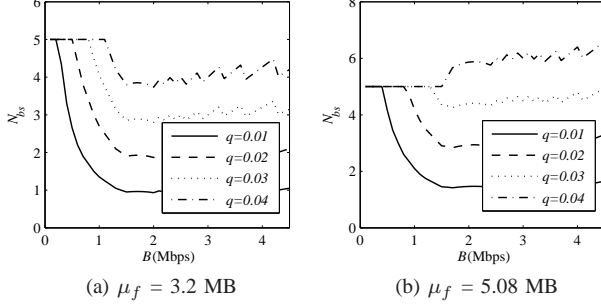 6
5
4
3
2
1
0
N_bs
0 1 2 3 4
B(Mbps)
q=0.01
q=0.02
q=0.03
q=0.04
(a) μ_f = 3.2 MB
8
6
4
2
0
N_bs
0 1 2 3 4
B(Mbps)
q=0.01
q=0.02
q=0.03
q=0.04
(b) μ_f = 5.08 MB